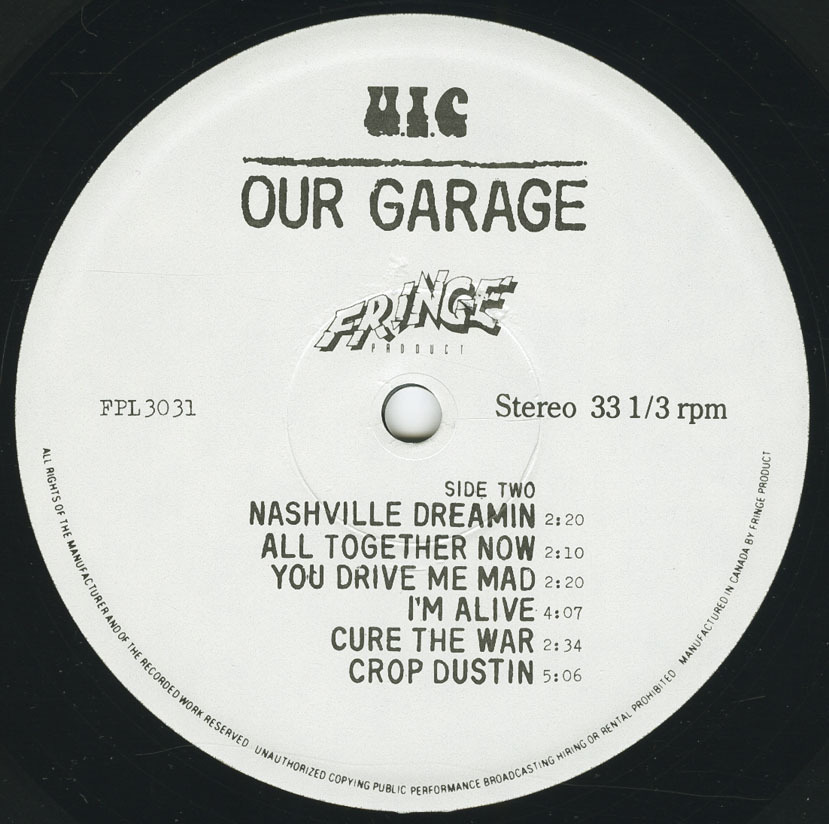 U.I.C
OUR GARAGE
FRINGE
PRODUCT
FPL3031
Stereo 33 1/3 rpm
SIDE TWO
NASHVILLE DREAMIN 2:20
ALL TOGETHER NOW 2:10
YOU DRIVE ME MAD 2:20
I'M ALIVE 4:07
CURE THE WAR 2:34
CROP DUSTIN 5:06
ALL RIGHTS OF THE MANUFACTURER AND OF THE RECORDED WORK RESERVED UNAUTHORIZED COPYING PUBLIC PERFORMANCE BROADCASTING HIRING OR RENTAL PROHIBITED MANUFACTURED IN CANADA BY FRINGE PRODUCT